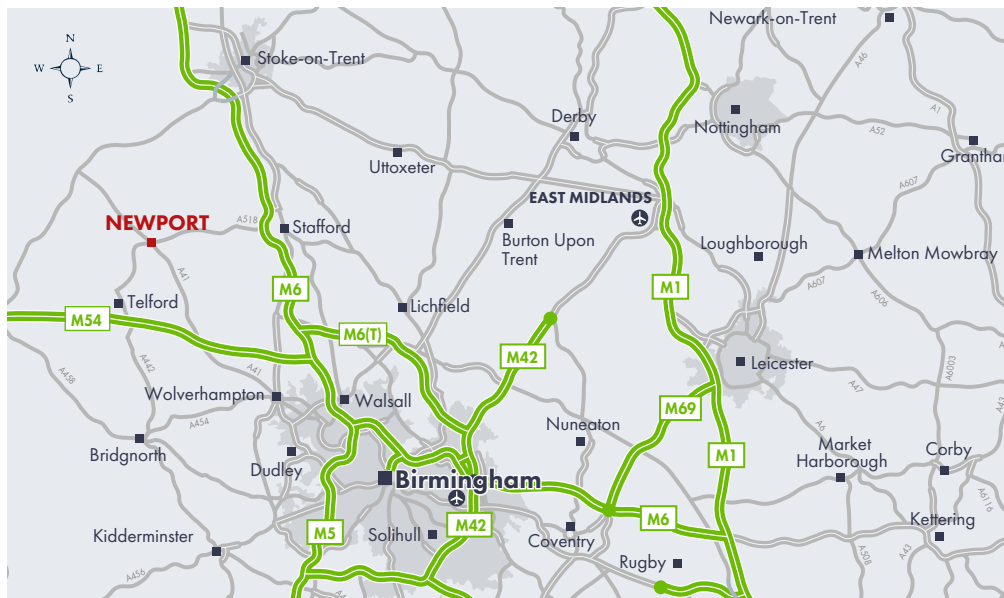 Newark-on-Trent
N
W
E
S
Stoke-on-Trent
A46
A1
Derby
Nottingham
A52
Grantham
Uttoxeter
A607
EAST MIDLANDS
NEWPORT
A518
Stafford
Burton Upon
Trent
Loughborough
Melton Mowbray
A41
M6
M1
A607
A606
Telford
Lichfield
M54
M6(T)
M42
A442
A41
A458
Leicester
A6003
A47
A43
Wolverhampton
Walsall
M69
A454
A6
Nuneaton
Bridgnorth
Dudley
M1
Market
Harborough
Corby
Birmingham
A6116
M5
Solihull
M42
M6
Kettering
Kidderminster
Coventry
A43
A508
Rugby
A456